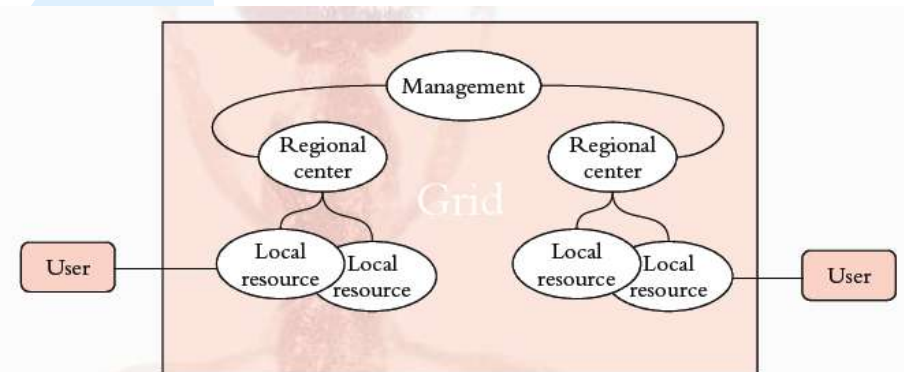 Management
Regional
center
Regional
center
Grid
Local
resource
Local
resource
Local
resource
Local
resource
User
User